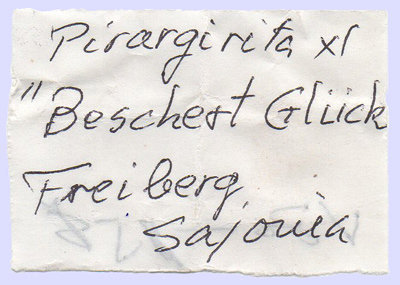 Pirargirita xl
"Beschert Glück
Freiberg
Sajonia